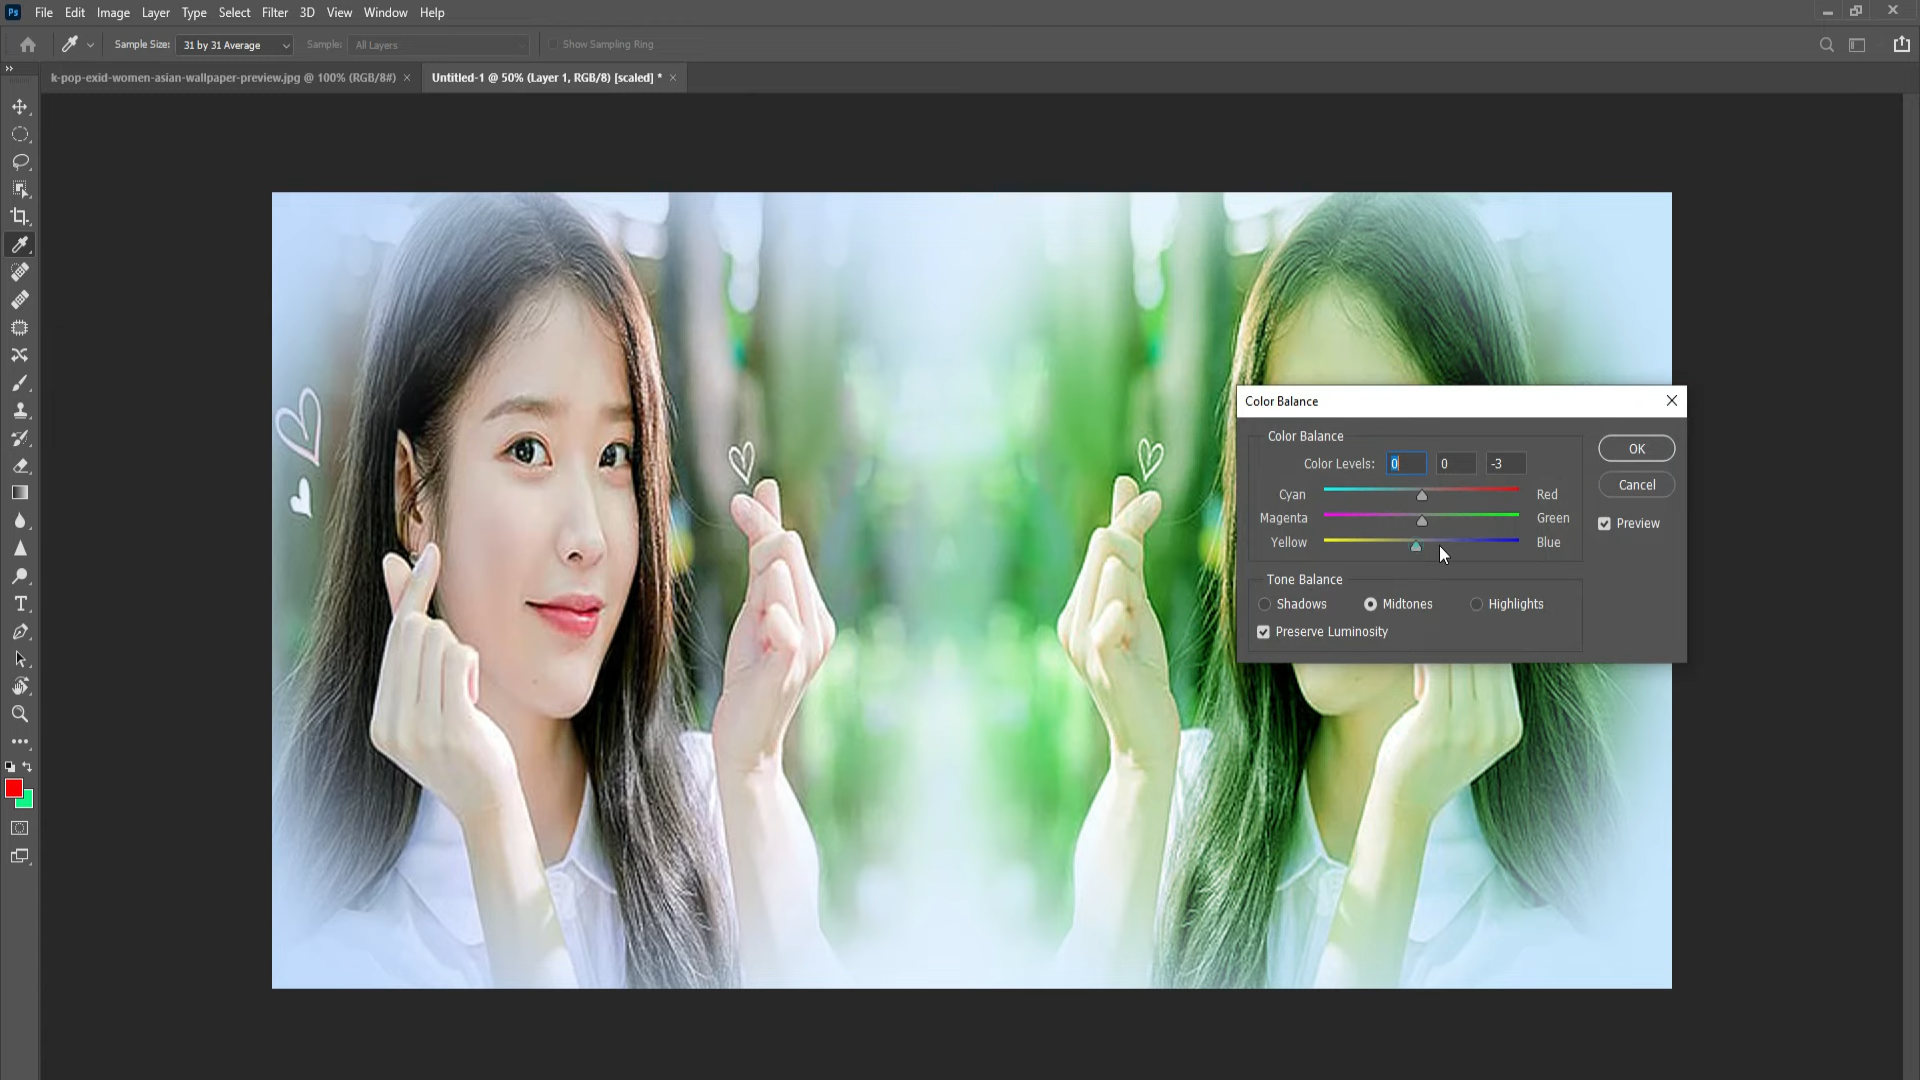 Ps File Edit Image Layer Type Select Filter 3D View Window Help
Sample Size: 31 by 31 Average Sample: All Layers Show Sampling Ring
k-pop-exid-women-asian-wallpaper-preview.jpg @ 100% (RGB/8#) × Untitled-1 @ 50% (Layer 1, RGB/8) [scaled] * ×
Color Balance
Color Balance
OK
Color Levels: 0 0 -3
Cancel
Cyan Red
Magenta Green
Preview
Yellow Blue
Tone Balance
Shadows Midtones Highlights
Preserve Luminosity